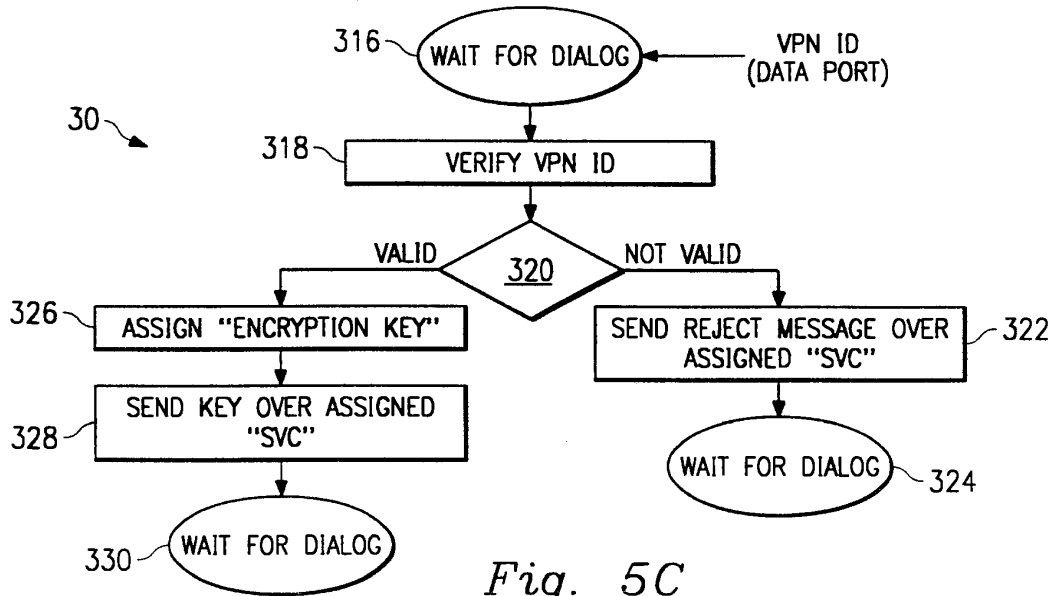 316
WAIT FOR DIALOG
VPN ID
(DATA PORT)
30
318
VERIFY VPN ID
VALID
320
NOT VALID
326
ASSIGN "ENCRYPTION KEY"
SEND REJECT MESSAGE OVER
ASSIGNED "SVC"
322
328
SEND KEY OVER ASSIGNED
"SVC"
WAIT FOR DIALOG
324
330
WAIT FOR DIALOG
Fig. 5C